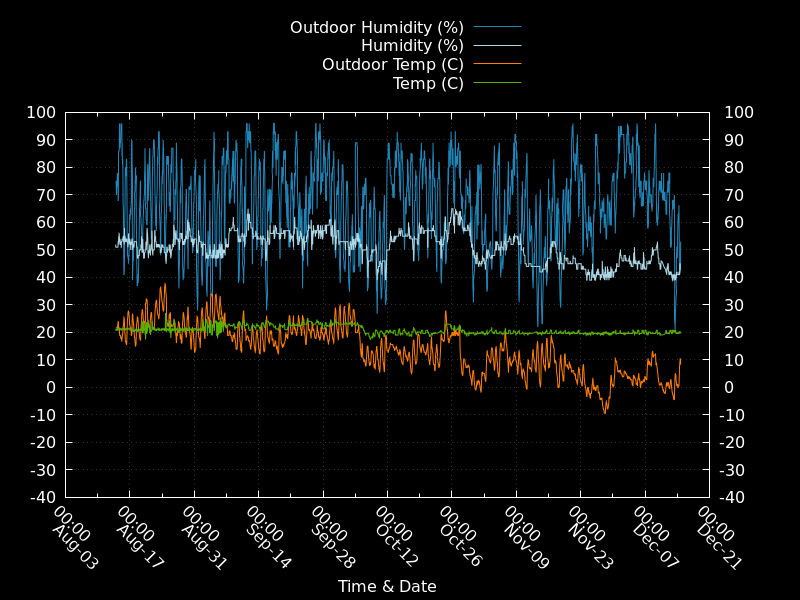 Outdoor Humidity (%)
Humidity (%)
Outdoor Temp (C)
Temp (C)
100 100
90 90
80 80
70 70
60 60
50 50
40 40
30 30
20 20
10 10
0 0
-10 -10
-20 -20
-30 -30
-40 -40
00:00 00:00 00:00 00:00 00:00 00:00 00:00 00:00 00:00 00:00 00:00
Aug-03 Aug-17 Aug-31 Sep-14 Sep-28 Oct-12 Oct-26 Nov-09 Nov-23 Dec-07 Dec-21
Time & Date